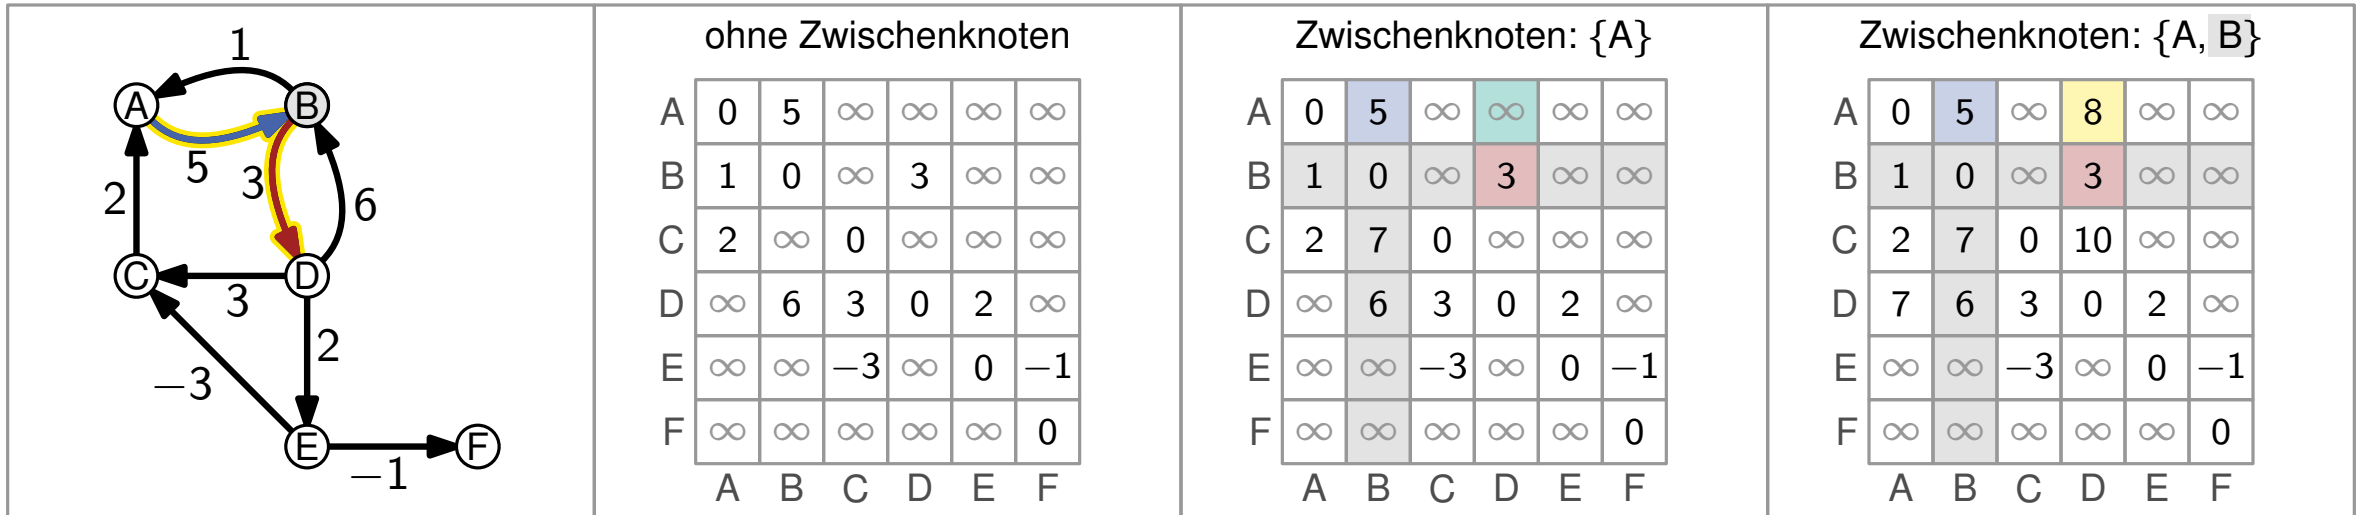 1
A B
5 3 6
2
C D
3
2
−3
E F
−1
ohne Zwischenknoten
A 0 5 ∞ ∞ ∞ ∞
B 1 0 ∞ 3 ∞ ∞
C 2 ∞ 0 ∞ ∞ ∞
D ∞ 6 3 0 2 ∞
E ∞ ∞ −3 ∞ 0 −1
F ∞ ∞ ∞ ∞ ∞ 0
A B C D E F
Zwischenknoten: {A}
A 0 5 ∞ ∞ ∞ ∞
B 1 0 ∞ 3 ∞ ∞
C 2 7 0 ∞ ∞ ∞
D ∞ 6 3 0 2 ∞
E ∞ ∞ −3 ∞ 0 −1
F ∞ ∞ ∞ ∞ ∞ 0
A B C D E F
Zwischenknoten: {A, B}
A 0 5 ∞ 8 ∞ ∞
B 1 0 ∞ 3 ∞ ∞
C 2 7 0 10 ∞ ∞
D 7 6 3 0 2 ∞
E ∞ ∞ −3 ∞ 0 −1
F ∞ ∞ ∞ ∞ ∞ 0
A B C D E F